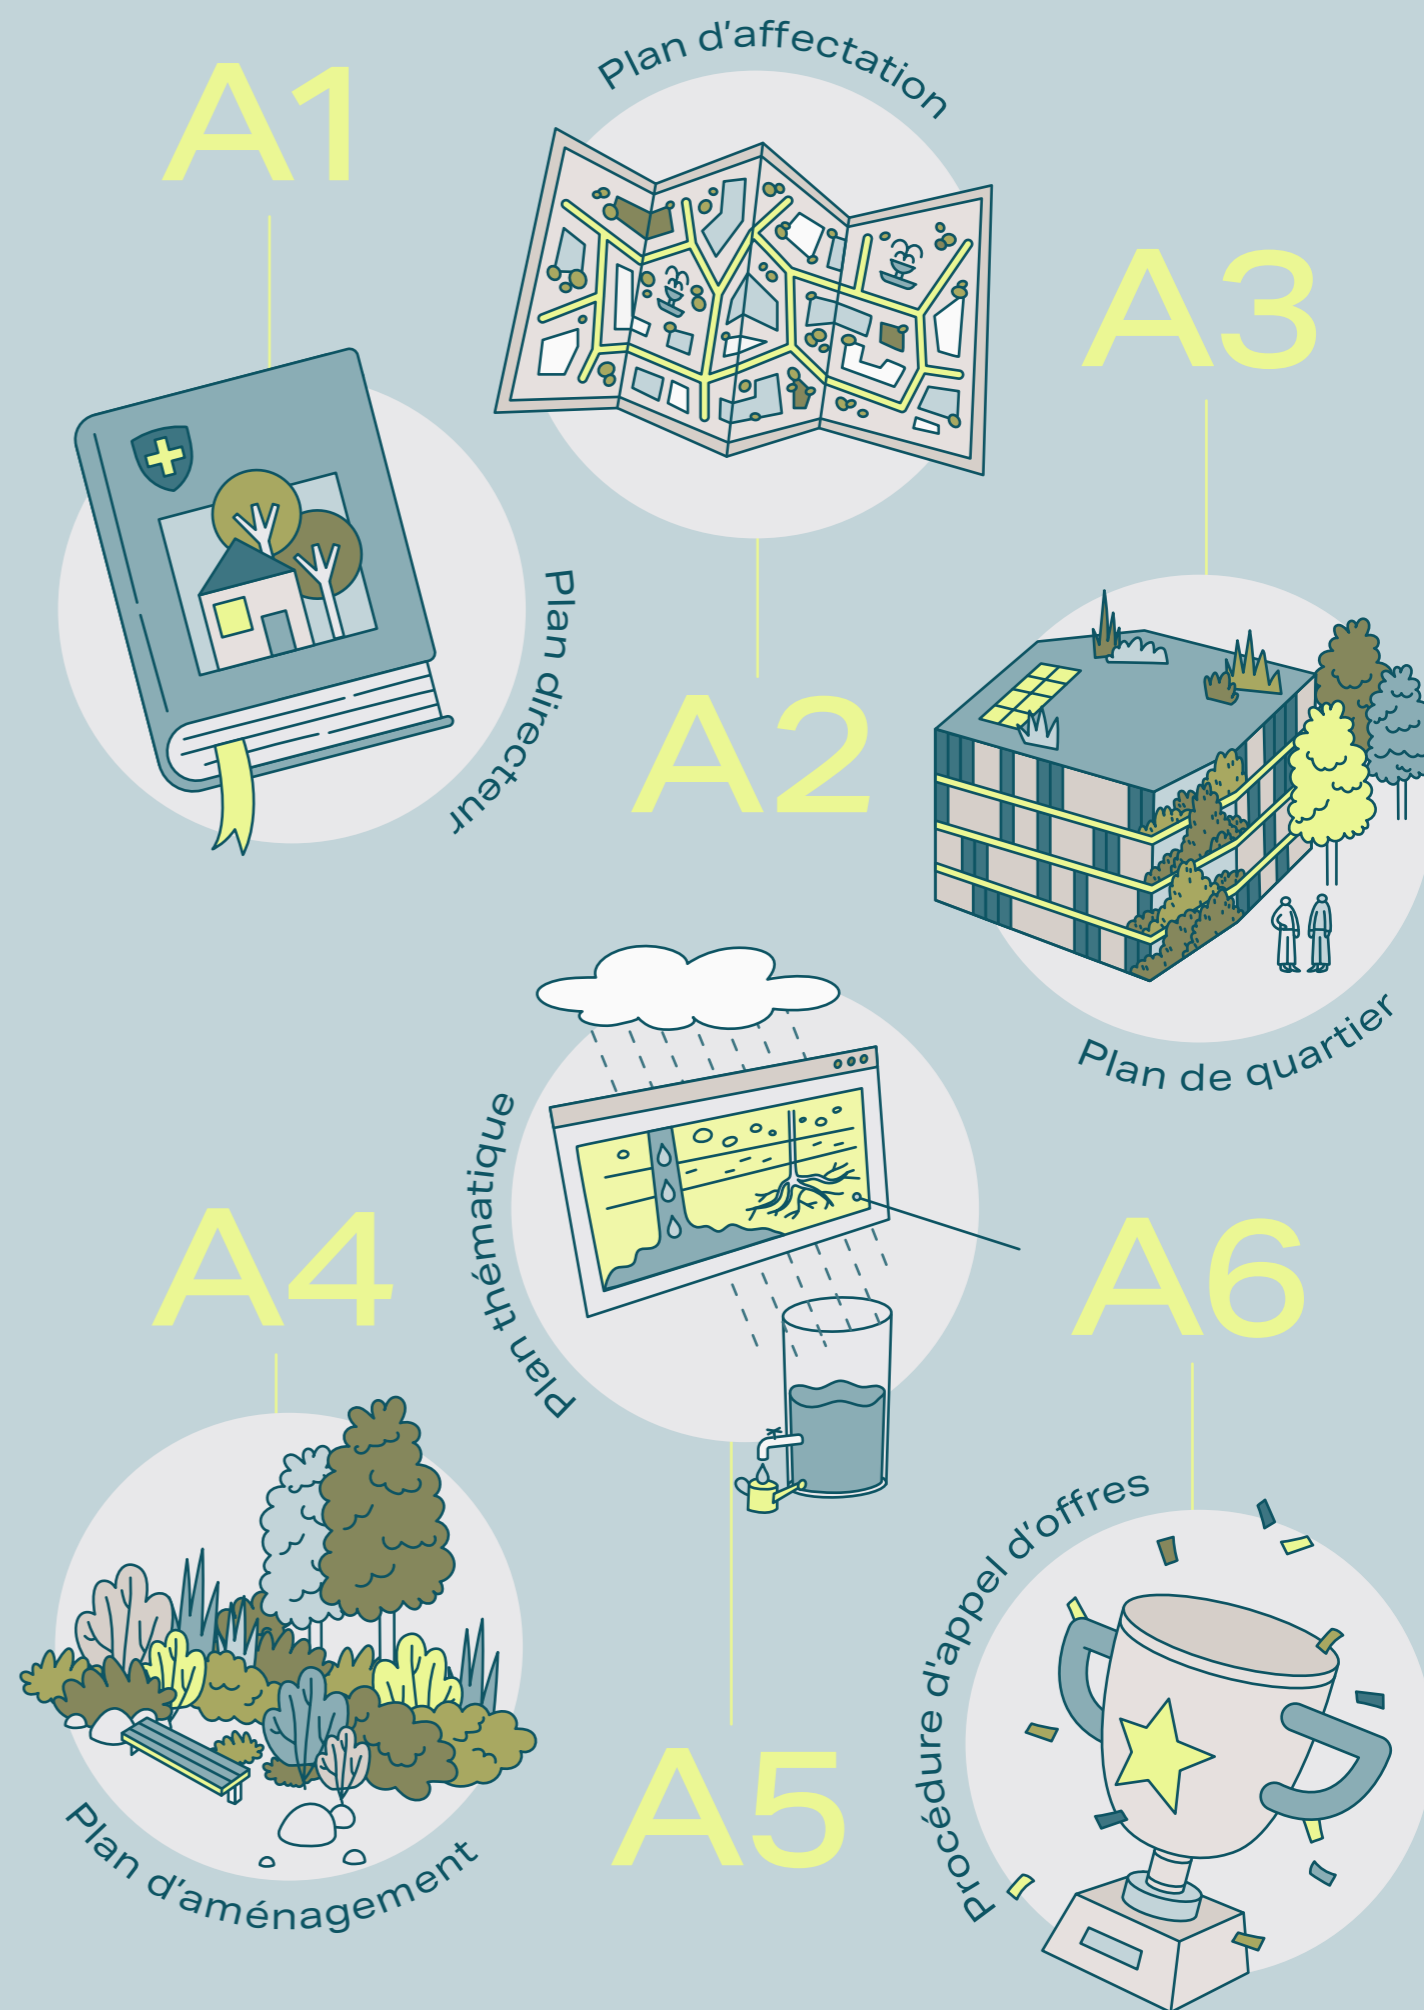 A1
Plan directeur
Plan d'affectation
A2
A3
Plan de quartier
A4
Plan d'aménagement
Plan thématique
A5
A6
Procédure d'appel d'offres